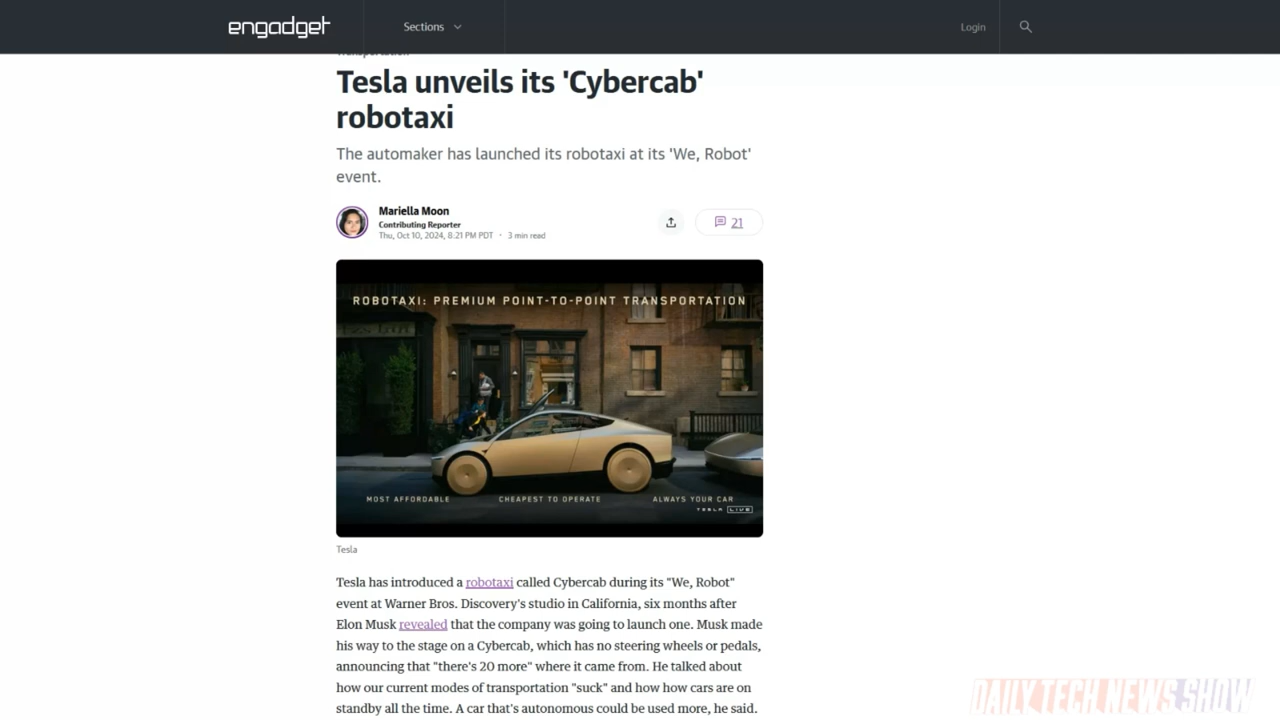 engadget
Sections
Login
Transportation
Tesla unveils its 'Cybercab'
robotaxi
The automaker has launched its robotaxi at its 'We, Robot'
event.
Mariella Moon
Contributing Reporter
Thu, Oct 10, 2024, 8:21 PM PDT · 3 min read
21
ROBOTAXI: PREMIUM POINT-TO-POINT TRANSPORTATION
MOST AFFORDABLE
CHEAPEST TO OPERATE
ALWAYS YOUR CAR
TESLA LIVE
Tesla
Tesla has introduced a robotaxi called Cybercab during its "We, Robot"
event at Warner Bros. Discovery's studio in California, six months after
Elon Musk revealed that the company was going to launch one. Musk made
his way to the stage on a Cybercab, which has no steering wheels or pedals,
announcing that "there's 20 more" where it came from. He talked about
how our current modes of transportation "suck" and how how cars are on
standby all the time. A car that's autonomous could be used more, he said.
DAILY TECH NEWS SHOW